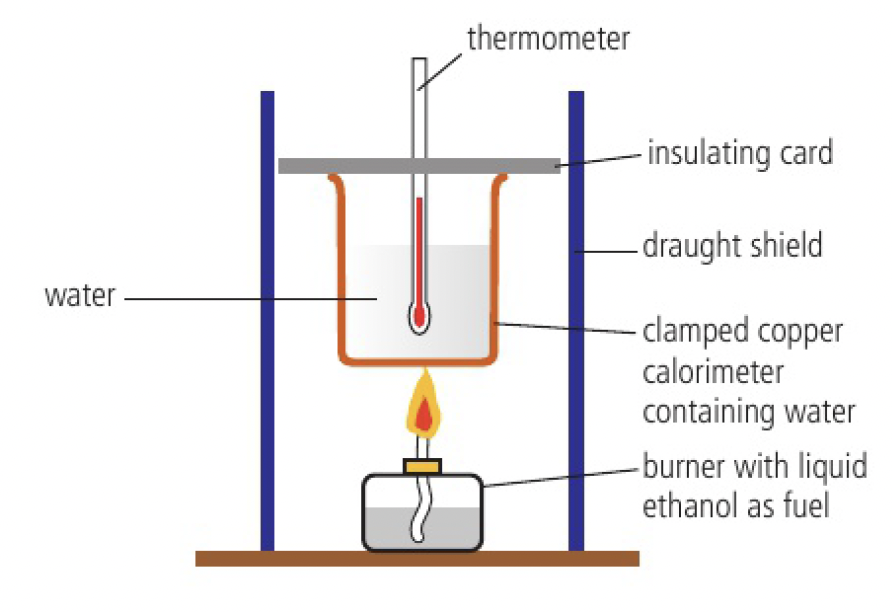 thermometer
insulating card
draught shield
water
clamped copper
calorimeter
containing water
burner with liquid
ethanol as fuel